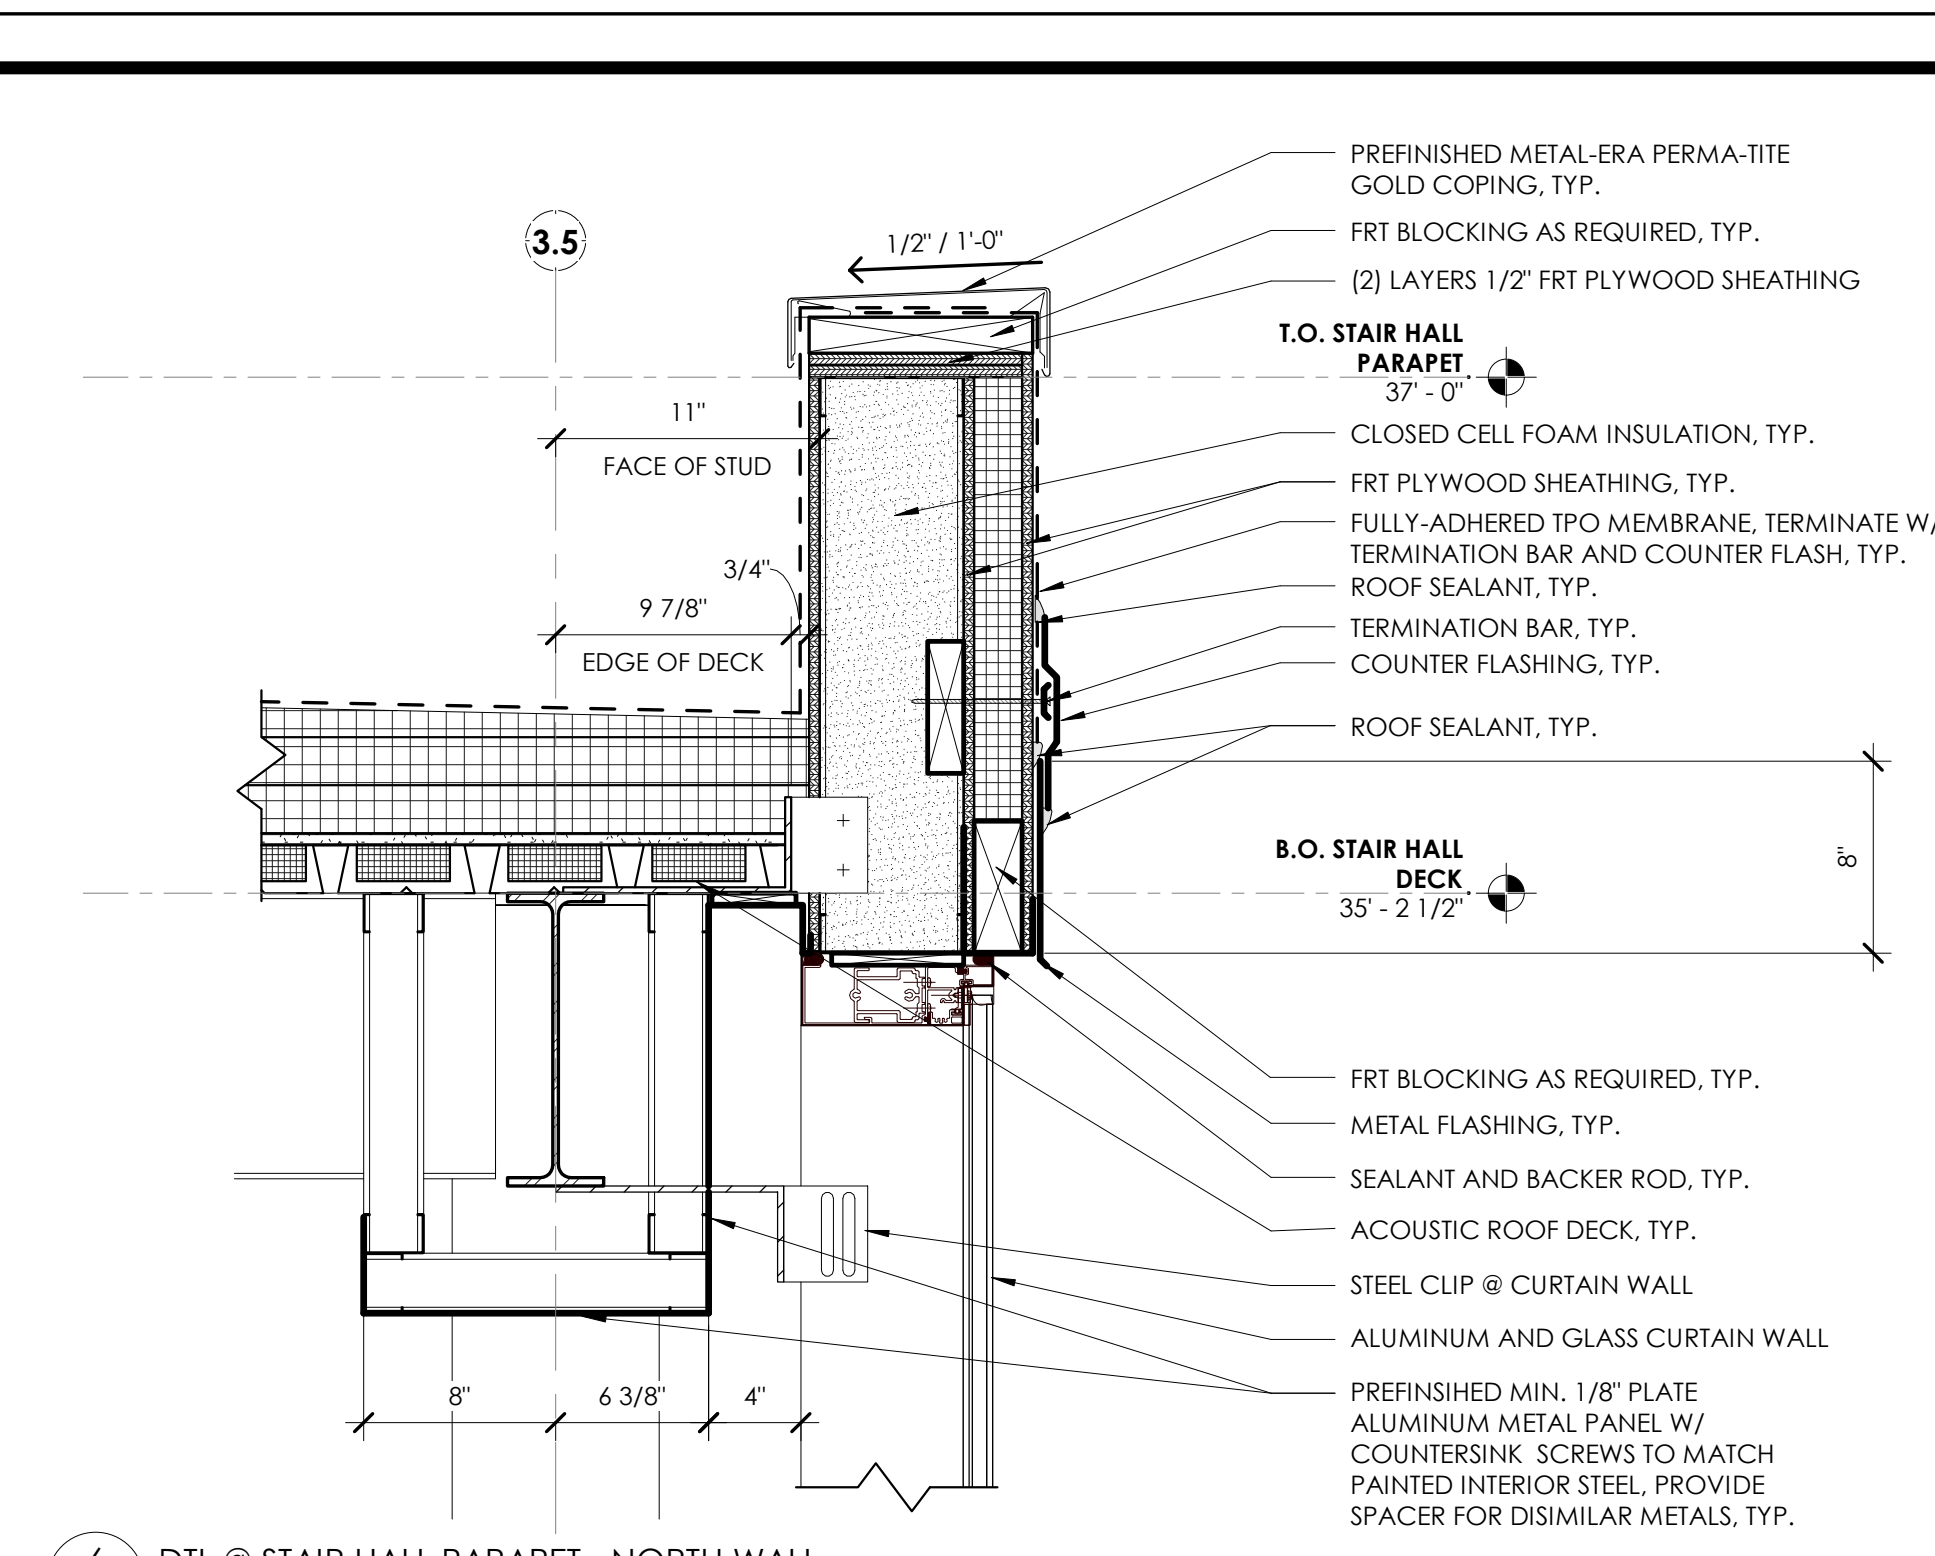 PREFINISHED METAL-ERA PERMA-TITE
GOLD COPING, TYP.
3.5
1/2" / 1'-0"
FRT BLOCKING AS REQUIRED, TYP.
(2) LAYERS 1/2" FRT PLYWOOD SHEATHING
T.O. STAIR HALL
PARAPET
37' - 0"
11"
FACE OF STUD
CLOSED CELL FOAM INSULATION, TYP.
FRT PLYWOOD SHEATHING, TYP.
FULLY-ADHERED TPO MEMBRANE, TERMINATE W/
TERMINATION BAR AND COUNTER FLASH, TYP.
3/4"
ROOF SEALANT, TYP.
9 7/8"
EDGE OF DECK
TERMINATION BAR, TYP.
COUNTER FLASHING, TYP.
ROOF SEALANT, TYP.
B.O. STAIR HALL
DECK
35' - 2 1/2"
8"
FRT BLOCKING AS REQUIRED, TYP.
METAL FLASHING, TYP.
SEALANT AND BACKER ROD, TYP.
ACOUSTIC ROOF DECK, TYP.
STEEL CLIP @ CURTAIN WALL
ALUMINUM AND GLASS CURTAIN WALL
8"
6 3/8"
4"
PREFINSIHED MIN. 1/8" PLATE
ALUMINUM METAL PANEL W/
COUNTERSINK SCREWS TO MATCH
PAINTED INTERIOR STEEL, PROVIDE
SPACER FOR DISIMILAR METALS, TYP.
DTL @ STAIR HALL PARAPET - NORTH WALL